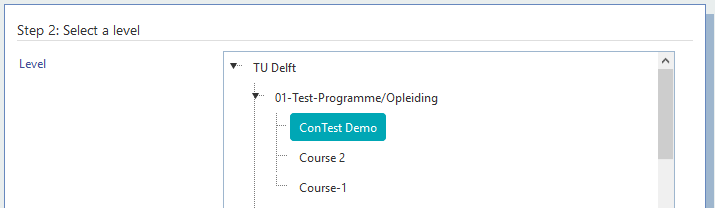 Step 2: Select a level
Level
TU Delft
01-Test-Programme/Opleiding
ConTest Demo
Course 2
Course-1